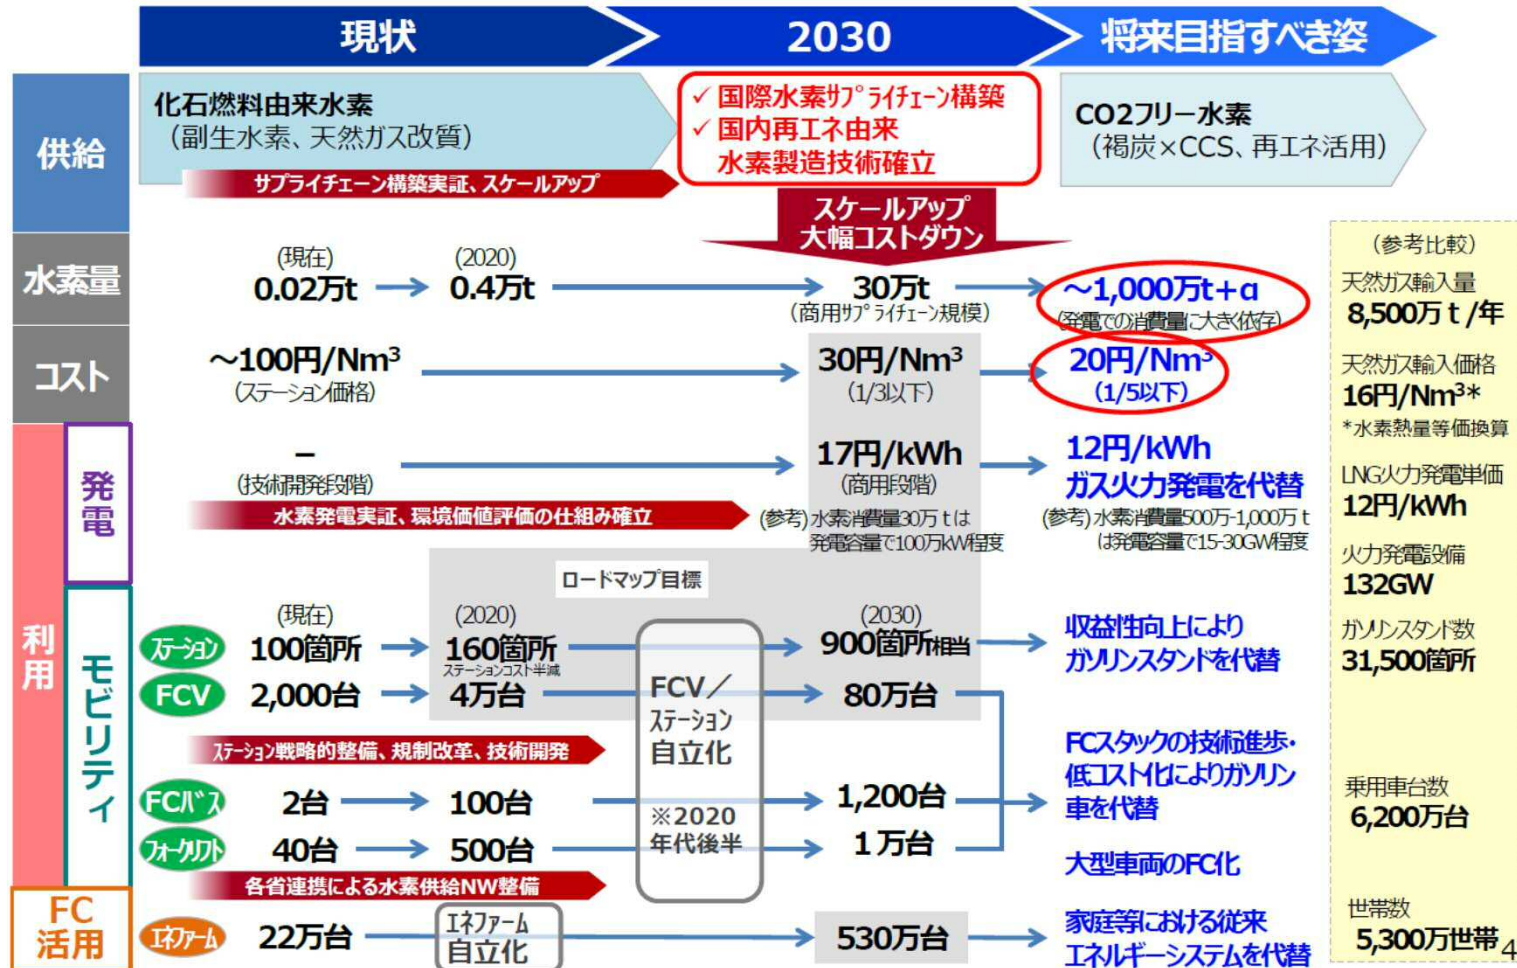 現状
2030
将来目指すべき姿
供給
化石燃料由来水素
（副生水素、天然ガス改質）
サプライチェーン構築実証、スケールアップ
✓ 国際水素サプライチェーン構築
✓ 国内再エネ由来
水素製造技術確立
CO2フリー水素
（褐炭×CCS、再エネ活用）
スケールアップ
大幅コストダウン
水素量
(現在)
0.02万t
(2020)
0.4万t
30万t
（商用サプライチェーン規模）
～1,000万t+α
(発電での消費量に大きく依存)
コスト
～100円/Nm³
（ステーション価格）
30円/Nm³
（1/3以下）
20円/Nm³
（1/5以下）
利用
発電
－
（技術開発段階）
17円/kWh
（商用段階）
12円/kWh
ガス火力発電を代替
水素発電実証、環境価値評価の仕組み確立
(参考) 水素消費量30万ｔは
発電容量で100万kW程度
(参考) 水素消費量500万-1,000万ｔ
は発電容量で15-30GW程度
ロードマップ目標
モビリティ
(現在)
(2020)
(2030)
ステーション
100箇所
160箇所
ステーションコスト半減
900箇所相当
収益性向上により
ガソリンスタンドを代替
FCV
2,000台
4万台
80万台
FCV／
ステーション
自立化
※2020
年代後半
ステーション戦略的整備、規制改革、技術開発
FCスタックの技術進歩・
低コスト化によりガソリン
車を代替
FCバス
2台
100台
1,200台
フォークリフト
40台
500台
1万台
大型車両のFC化
各省連携による水素供給NW整備
FC
活用
エネファーム
22万台
エネファーム
自立化
530万台
家庭等における従来
エネルギーシステムを代替
（参考比較）
天然ガス輸入量
8,500万ｔ/年
天然ガス輸入価格
16円/Nm³*
*水素熱量等価換算
LNG火力発電単価
12円/kWh
火力発電設備
132GW
ガソリンスタンド数
31,500箇所
乗用車台数
6,200万台
世帯数
5,300万世帯
4